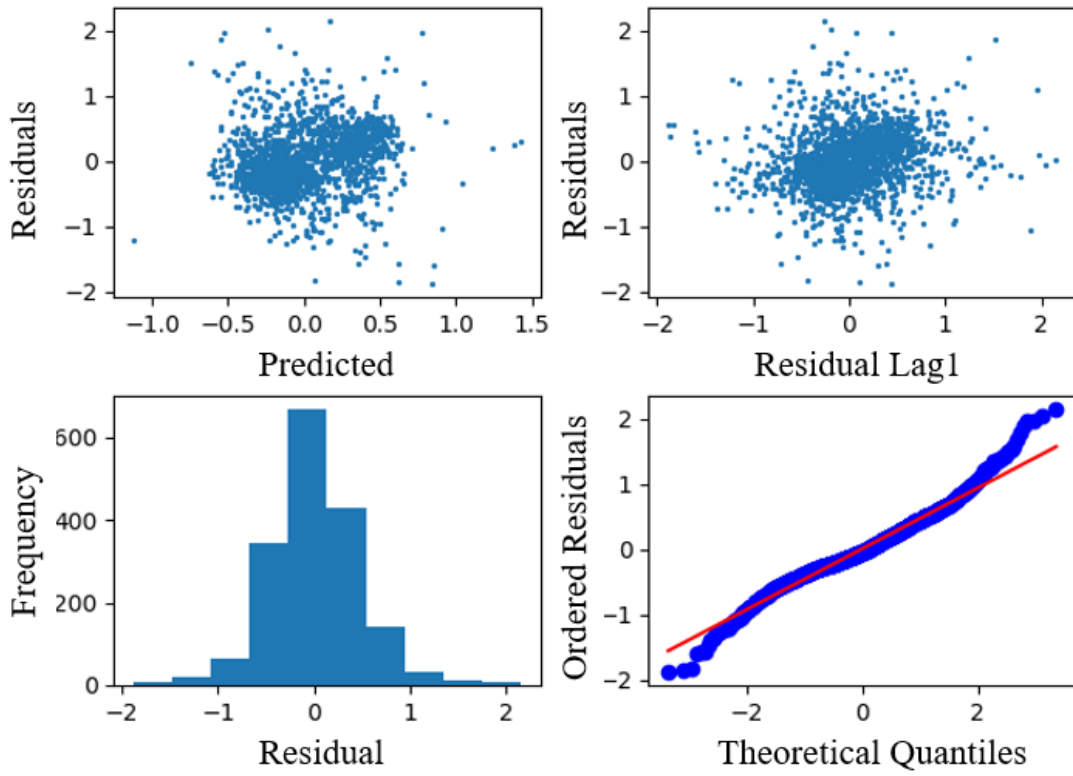 2
1
0
−1
−2
Residuals
−1.0 −0.5 0.0 0.5 1.0 1.5
Predicted
2
1
0
−1
−2
Residuals
−2 −1 0 1 2
Residual Lag1
600
400
200
0
Frequency
−2 −1 0 1 2
Residual
2
1
0
−1
−2
Ordered Residuals
−2 0 2
Theoretical Quantiles